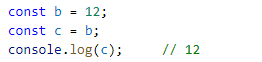 const b = 12;
const c = b;
console.log(c);     // 12